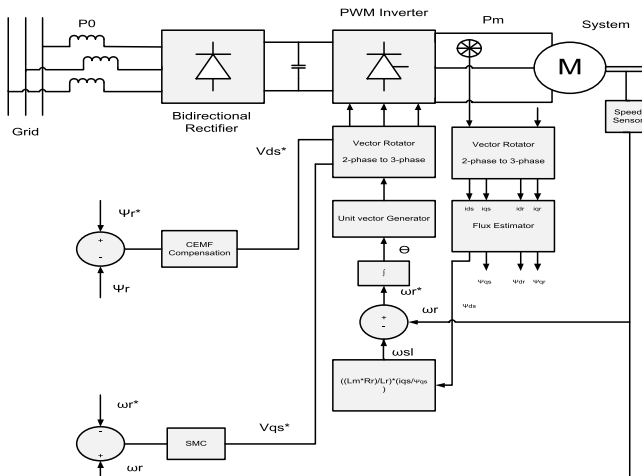 PWM Inverter
Pm
System
P0
M
Grid
Bidirectional
Rectifier
Speed
Sensor
Vector Rotator
2-phase to 3-phase
Vector Rotator
2-phase to 3-phase
Vds*
ids
iqs
idr
iqr
Unit vector Generator
Flux Estimator
Ψr*
+
-
CEMF
Compensation
Ψr
Θ
∫
Ψqs
Ψdr
Ψqr
ωr*
Ψds
+
-
ωr
ωsl
((Lm*Rr)/Lr)*(iqs/Ψqs
)
ωr*
-
+
SMC
Vqs*
ωr